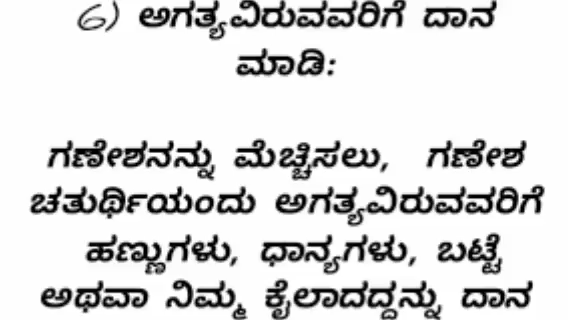 6) ಅಗತ್ಯವಿರುವವರಿಗೆ ದಾನ
ಮಾಡಿ:
ಗಣೇಶನನ್ನು ಮೆಚ್ಚಿಸಲು, ಗಣೇಶ
ಚತುರ್ಥಿಯಂದು ಅಗತ್ಯವಿರುವವರಿಗೆ
ಹಣ್ಣುಗಳು, ಧಾನ್ಯಗಳು, ಬಟ್ಟೆ
ಅಥವಾ ನಿಮ್ಮ ಕೈಲಾದದ್ದನ್ನು ದಾನ